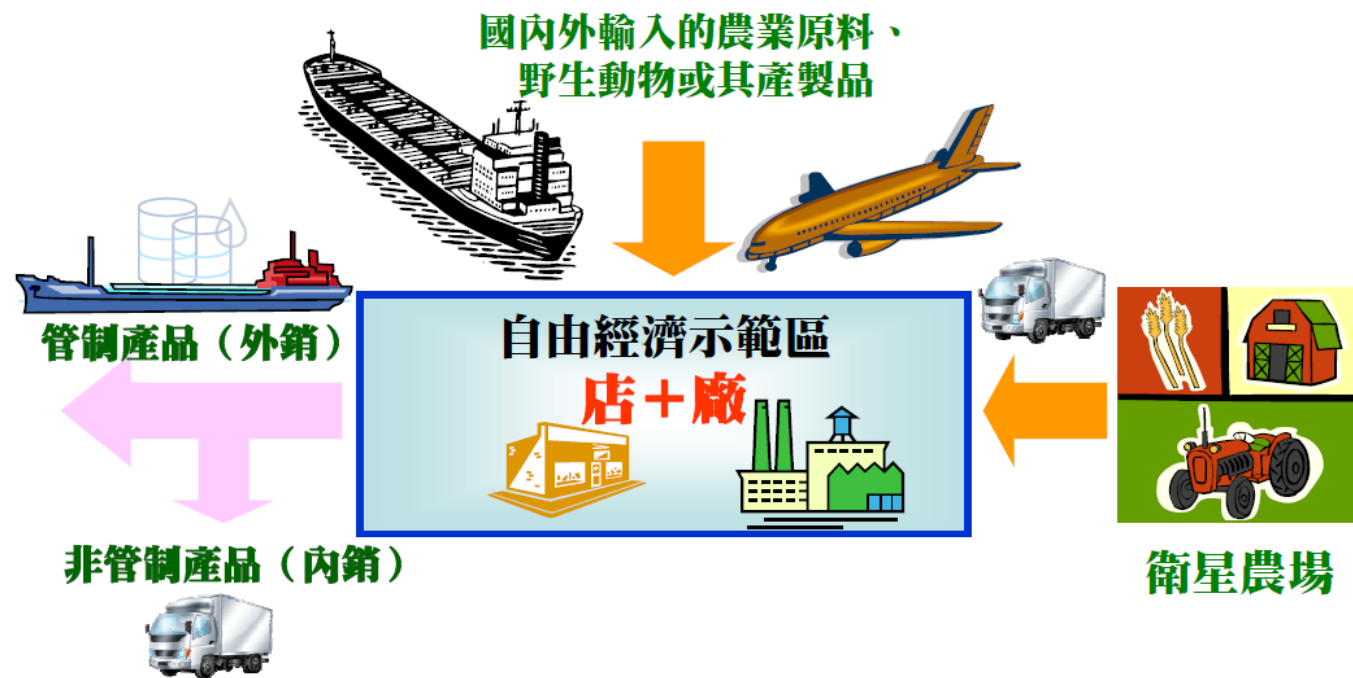 國內外輸入的農業原料、
野生動物或其產製品
管制產品（外銷）
自由經濟示範區
店＋廠
非管制產品（內銷）
衛星農場